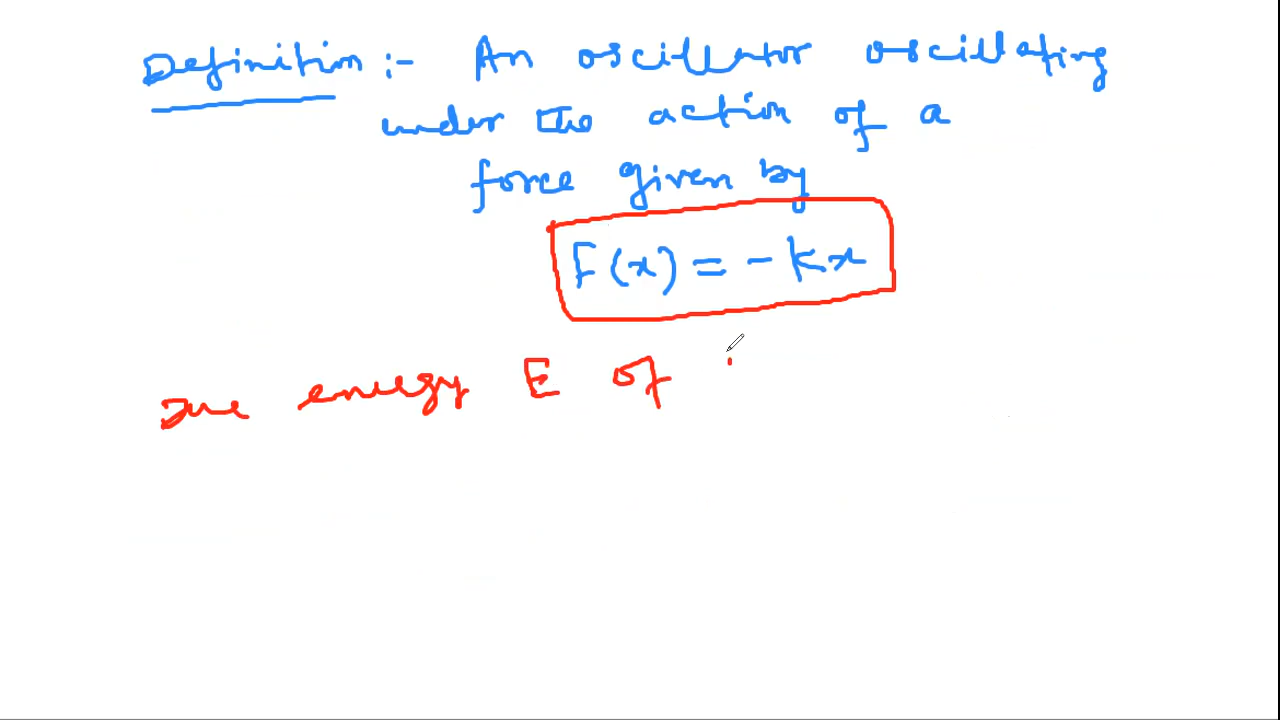 Definition :- An oscillator oscillating
under the action of a
force given by
F(x) = - Kx
The energy E of